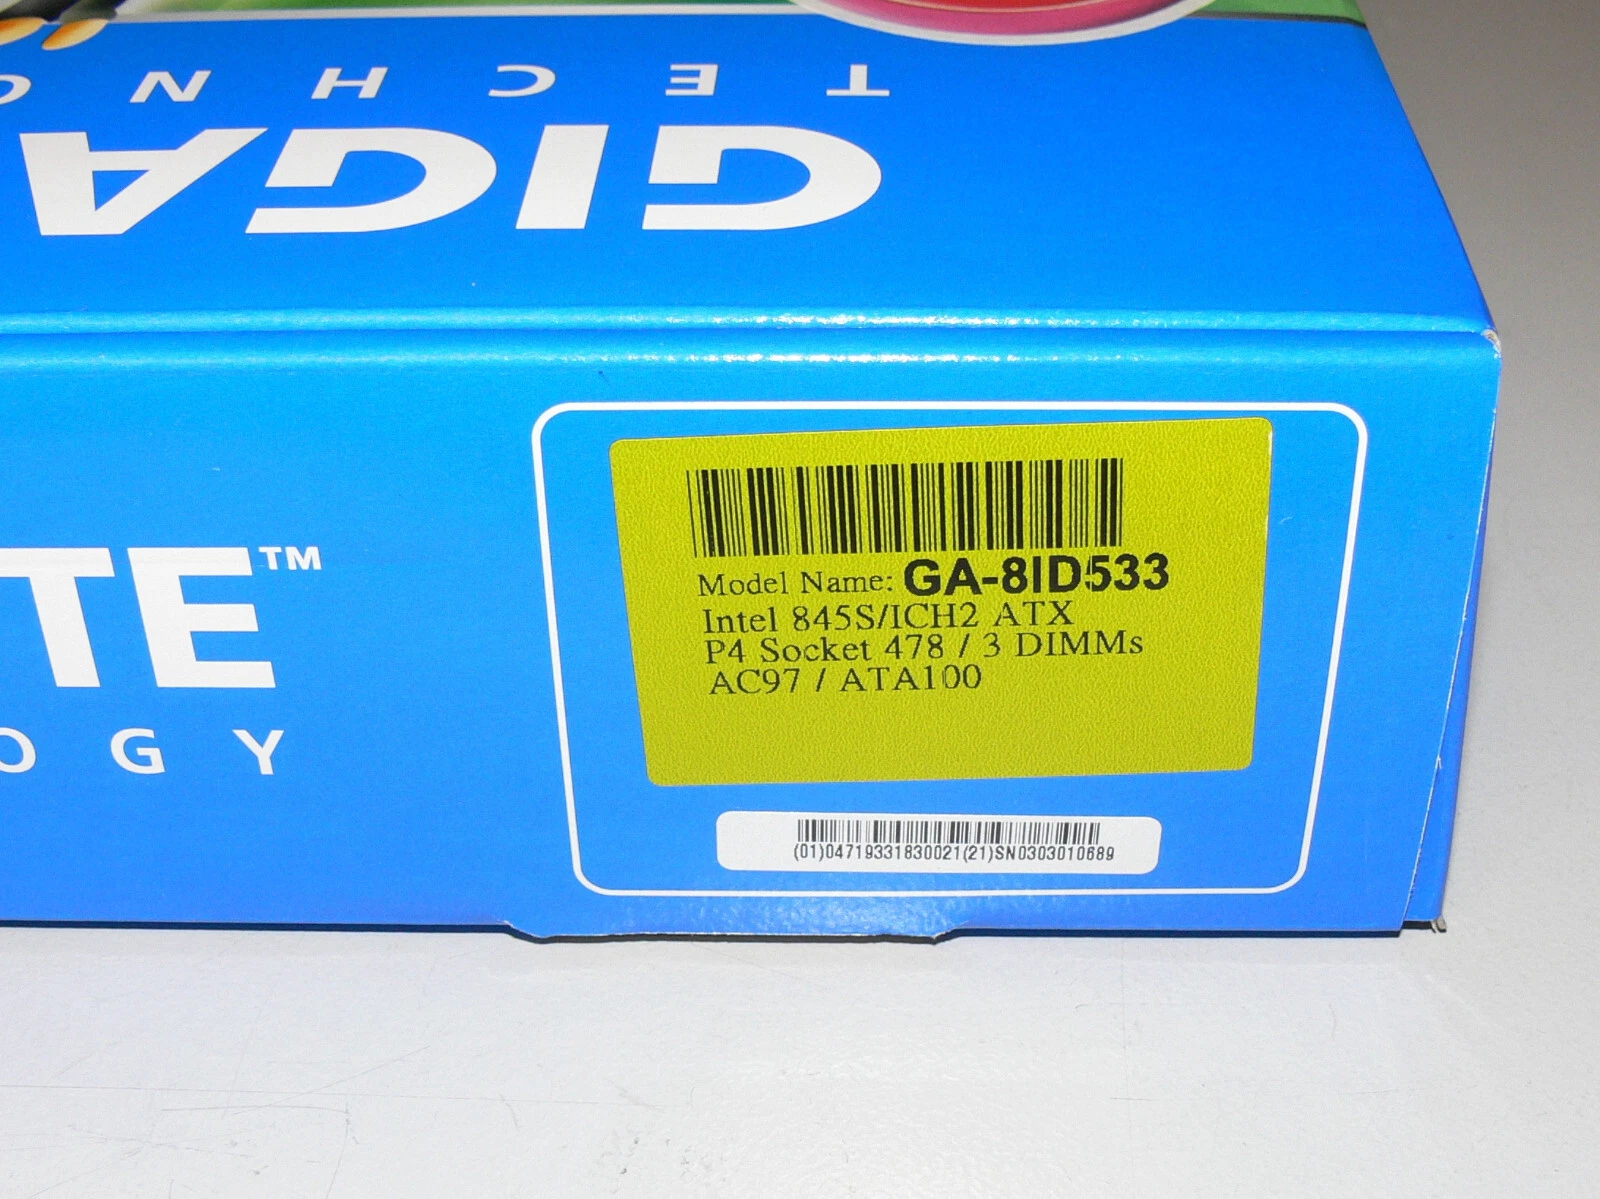 TECHNO
GIGA
TE™
OGY
Model Name: GA-8ID533
Intel 845S/ICH2 ATX
P4 Socket 478 / 3 DIMMs
AC97 / ATA100
(01)04719331830021(21)SN0303010689